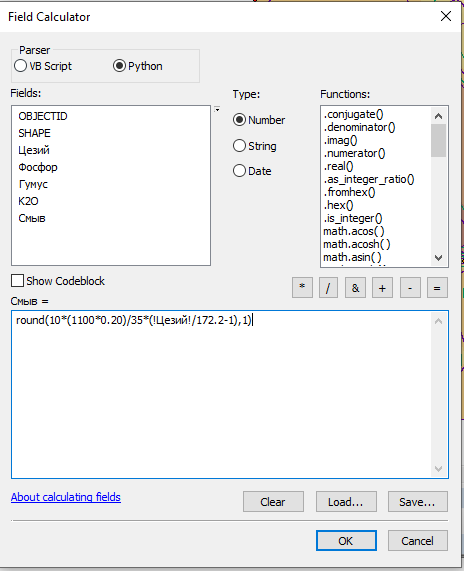 Field Calculator
Parser
VB Script
Python
Fields:
Type:
Functions:
OBJECTID
SHAPE
Цезий
Фосфор
Гумус
K2O
Смыв
Number
String
Date
.conjugate()
.denominator()
.imag()
.numerator()
.real()
.as_integer_ratio()
.fromhex()
.hex()
.is_integer()
math.acos( )
math.acosh( )
math.asin( )
Show Codeblock
* / & + - =
Смыв =
round(10*(1100*0.20)/35*(!Цезий!/172.2-1),1)
About calculating fields
Clear
Load...
Save...
OK
Cancel